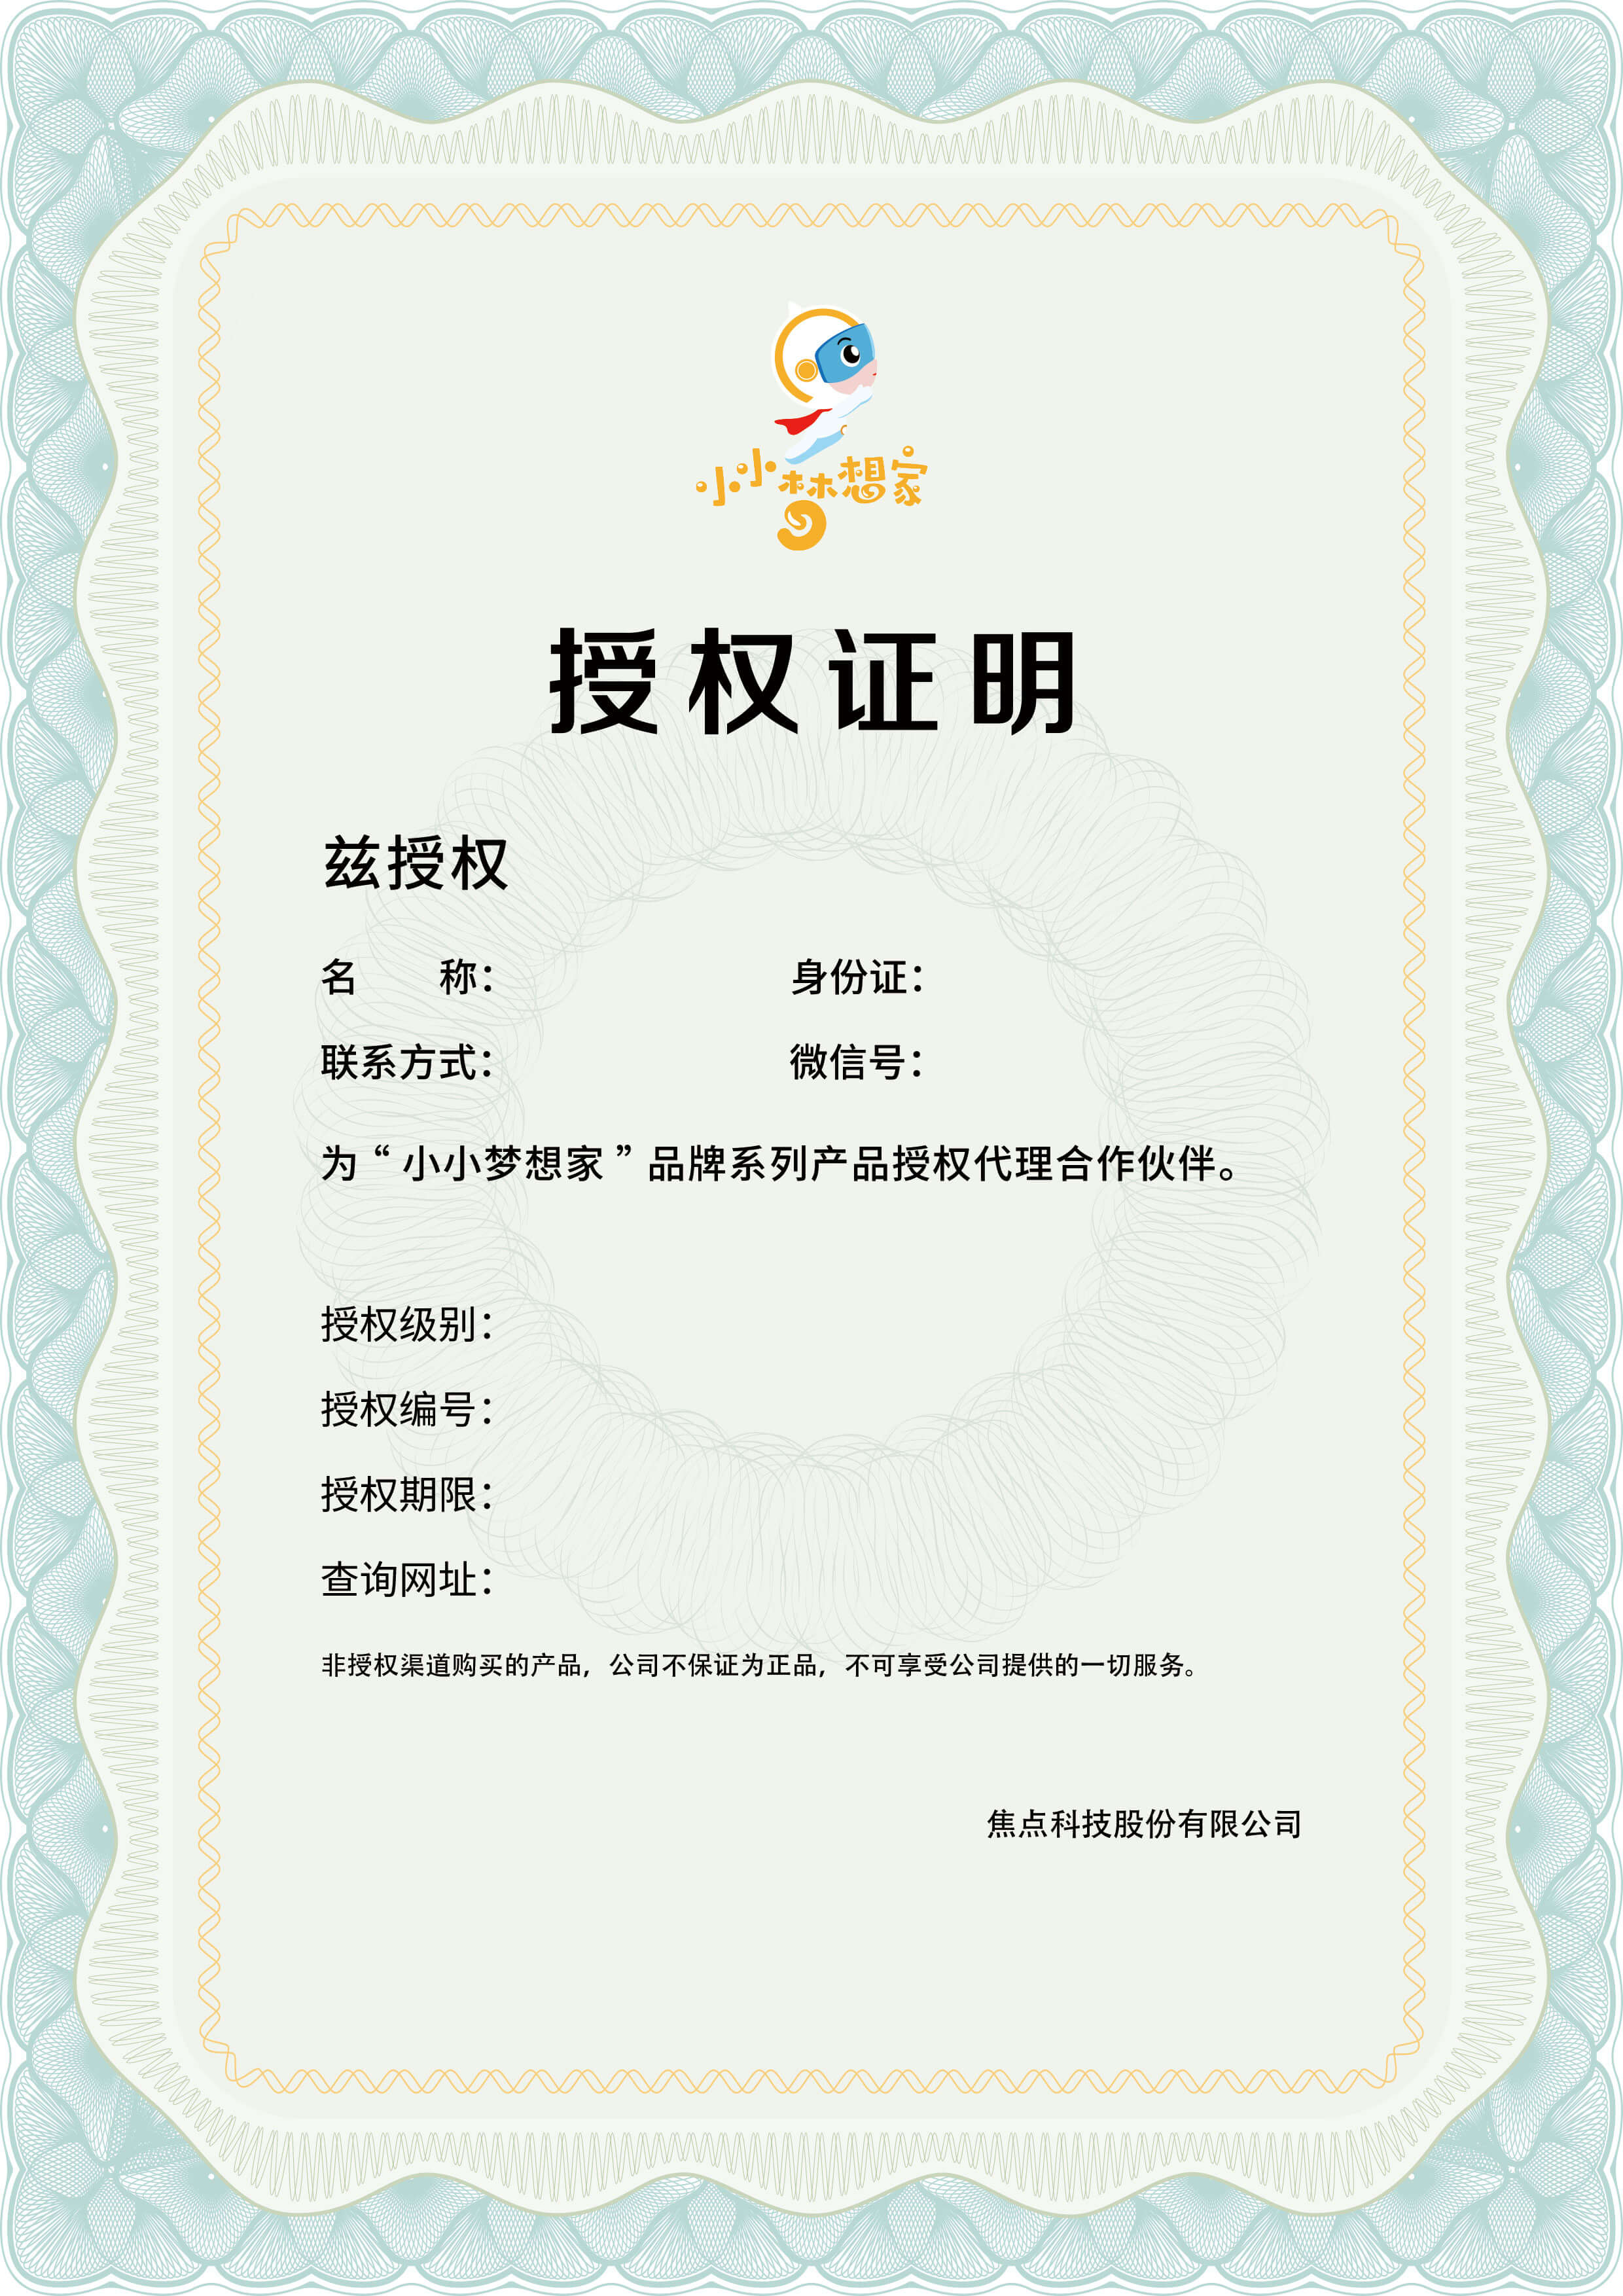 小小梦想家
授权证明
兹授权
名 称： 身份证：
联系方式： 微信号：
为“小小梦想家”品牌系列产品授权代理合作伙伴。
授权级别：
授权编号：
授权期限：
查询网址：
非授权渠道购买的产品，公司不保证为正品，不可享受公司提供的一切服务。
焦点科技股份有限公司